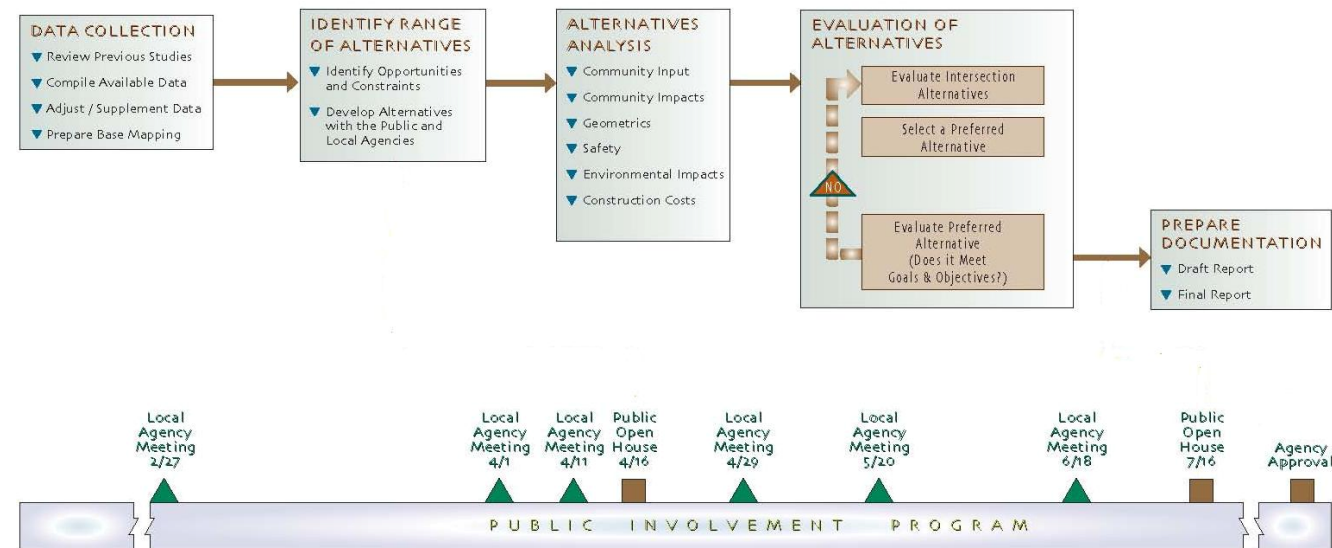 DATA COLLECTION
Review Previous Studies
Compile Available Data
Adjust / Supplement Data
Prepare Base Mapping
IDENTIFY RANGE
OF ALTERNATIVES
Identify Opportunities
and Constraints
Develop Alternatives
with the Public and
Local Agencies
ALTERNATIVES
ANALYSIS
Community Input
Community Impacts
Geometrics
Safety
Environmental Impacts
Construction Costs
EVALUATION OF
ALTERNATIVES
Evaluate Intersection
Alternatives
Select a Preferred
Alternative
NO
Evaluate Preferred
Alternative
(Does it Meet
Goals & Objectives?)
PREPARE
DOCUMENTATION
Draft Report
Final Report
Local
Agency
Meeting
2/27
Local
Agency
Meeting
4/1
Local
Agency
Meeting
4/11
Public
Open
House
4/16
Local
Agency
Meeting
4/29
Local
Agency
Meeting
5/20
Local
Agency
Meeting
6/18
Public
Open
House
7/16
Agency
Approval
PUBLIC INVOLVEMENT PROGRAM